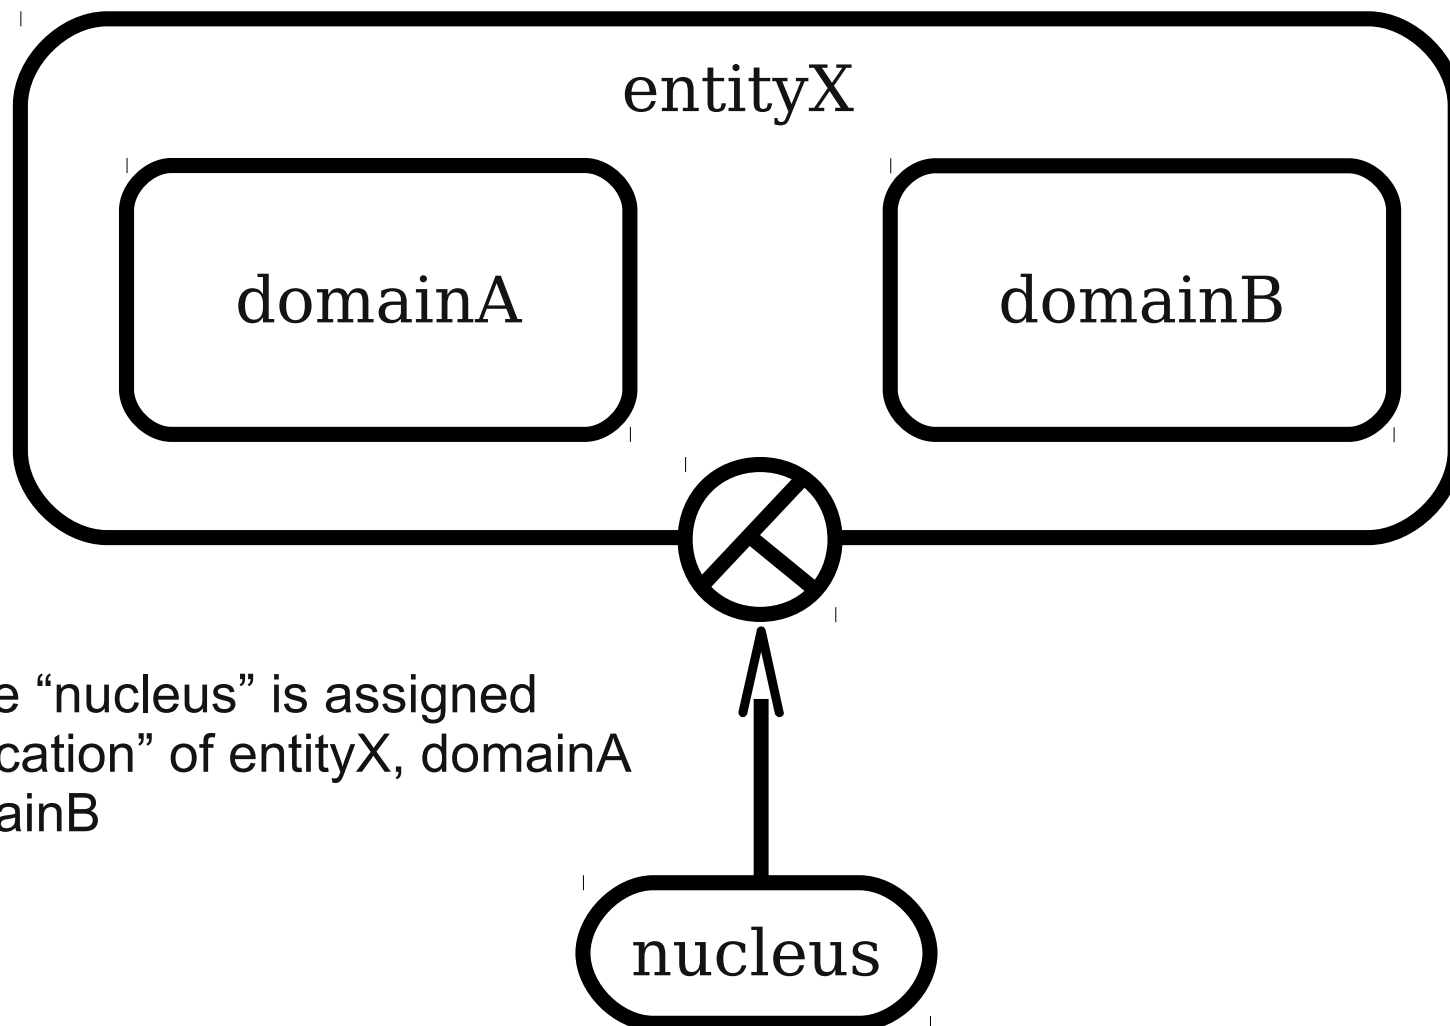 entityX
domainA
domainB
e “nucleus” is assigned
cation” of entityX, domainA
ainB
nucleus